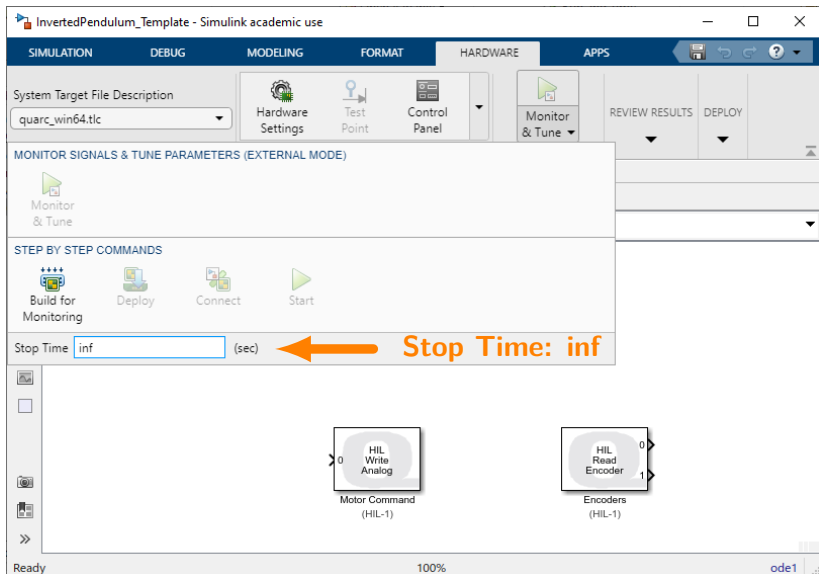 InvertedPendulum_Template - Simulink academic use
SIMULATION DEBUG MODELING FORMAT HARDWARE APPS
System Target File Description
quarc_win64.tlc
Hardware
Settings
Test
Point
Control
Panel
Monitor
& Tune
REVIEW RESULTS
DEPLOY
MONITOR SIGNALS & TUNE PARAMETERS (EXTERNAL MODE)
Monitor
& Tune
STEP BY STEP COMMANDS
Build for
Monitoring
Deploy
Connect
Start
Stop Time inf (sec)
Stop Time: inf
0
HIL
Write
Analog
Motor Command
(HIL-1)
HIL
Read
Encoder
0
1
Encoders
(HIL-1)
Ready 100% ode1